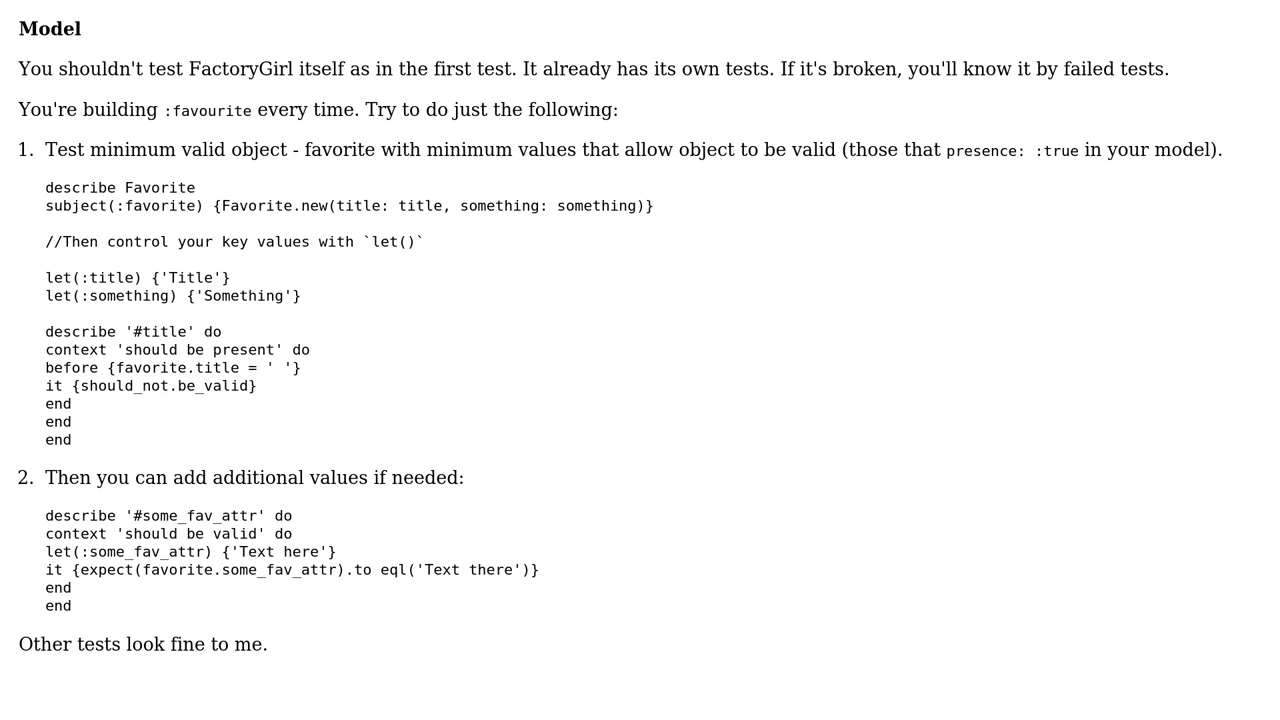 Model
You shouldn't test FactoryGirl itself as in the first test. It already has its own tests. If it's broken, you'll know it by failed tests.
You're building :favourite every time. Try to do just the following:
1. Test minimum valid object - favorite with minimum values that allow object to be valid (those that presence: :true in your model).
describe Favorite
subject(:favorite) {Favorite.new(title: title, something: something)}
//Then control your key values with `let()`
let(:title) {'Title'}
let(:something) {'Something'}
describe '#title' do
context 'should be present' do
before {favorite.title = ' '}
it {should_not.be_valid}
end
end
end
2. Then you can add additional values if needed:
describe '#some_fav_attr' do
context 'should be valid' do
let(:some_fav_attr) {'Text here'}
it {expect(favorite.some_fav_attr).to eql('Text there')}
end
end
Other tests look fine to me.